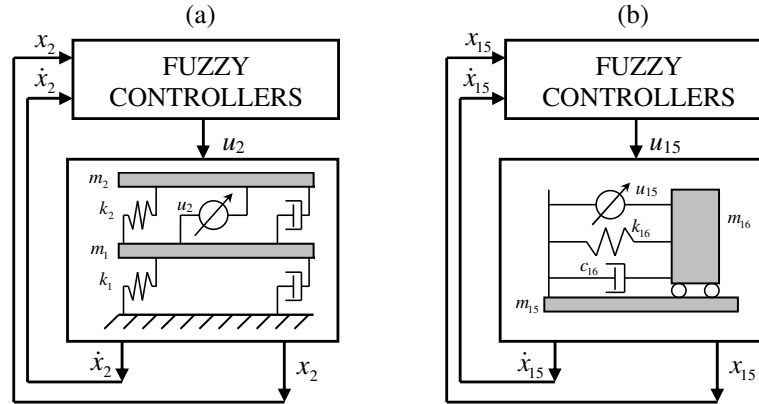 (a)
x₂
ẋ₂
FUZZY
CONTROLLERS
u₂
m₂
u₂
k₂
m₁
k₁
ẋ₂
x₂
(b)
x₁₅
ẋ₁₅
FUZZY
CONTROLLERS
u₁₅
u₁₅
m₁₆
k₁₆
c₁₆
m₁₅
ẋ₁₅
x₁₅